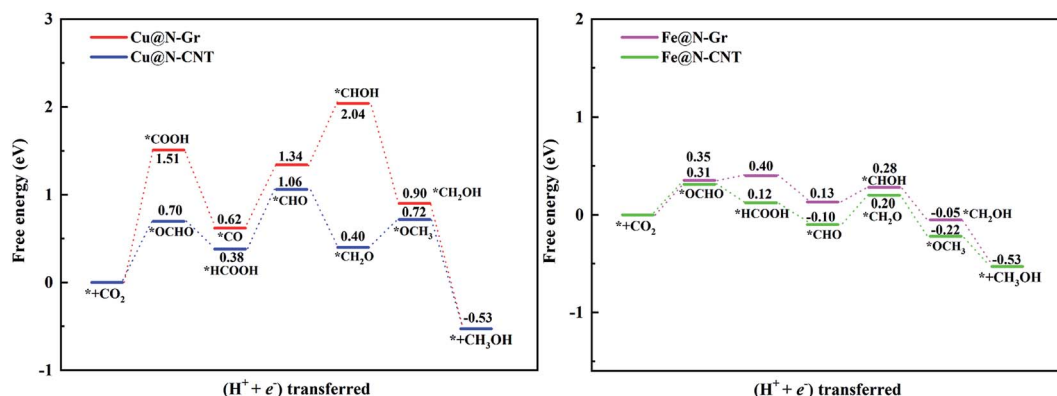 Free energy (eV)
3
2
1
0
-1
Cu@N-Gr
Cu@N-CNT
*+CO₂
*COOH
1.51
0.70
*OCHO
0.62
*CO
0.38
*HCOOH
1.34
1.06
*CHO
*CHOH
2.04
0.40
*CH₂O
0.90
*CH₂OH
0.72
*OCH₃
-0.53
*+CH₃OH
(H⁺ + e⁻) transferred
Free energy (eV)
2
1
0
-1
Fe@N-Gr
Fe@N-CNT
*+CO₂
0.35
0.31
*OCHO
0.40
0.12
*HCOOH
0.13
-0.10
*CHO
0.28
*CHOH
0.20
*CH₂O
-0.05
*CH₂OH
-0.22
*OCH₃
-0.53
*+CH₃OH
(H⁺ + e⁻) transferred